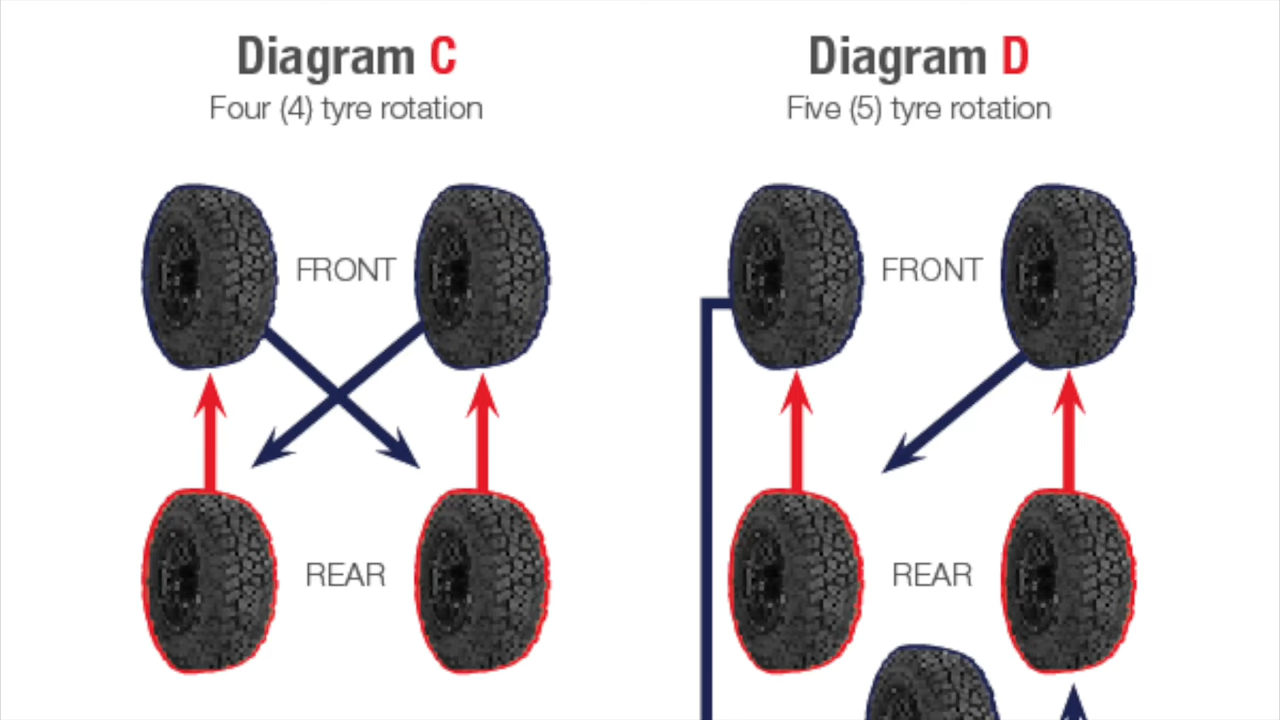 Diagram C
Four (4) tyre rotation
FRONT
REAR
Diagram D
Five (5) tyre rotation
FRONT
REAR